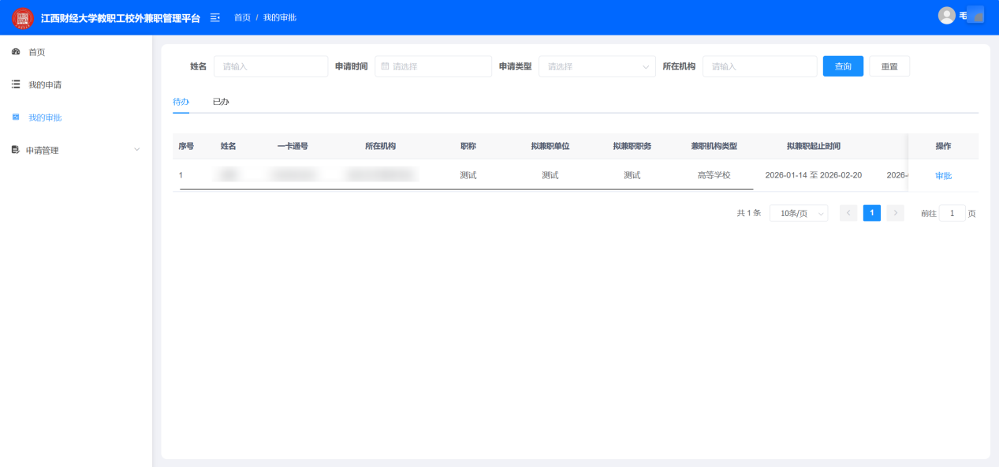 江西财经大学教职工校外兼职管理平台 首页 / 我的审批 毛
首页
我的申请
我的审批
申请管理
姓名 请输入 申请时间 请选择 申请类型 请选择 所在机构 请输入 查询 重置
待办 已办
序号 姓名 一卡通号 所在机构 职称 拟兼职单位 拟兼职职务 兼职机构类型 拟兼职起止时间 操作
1 测试 测试 测试 高等学校 2026-01-14 至 2026-02-20 2026- 审批
共 1 条 10条/页 1 前往 1 页